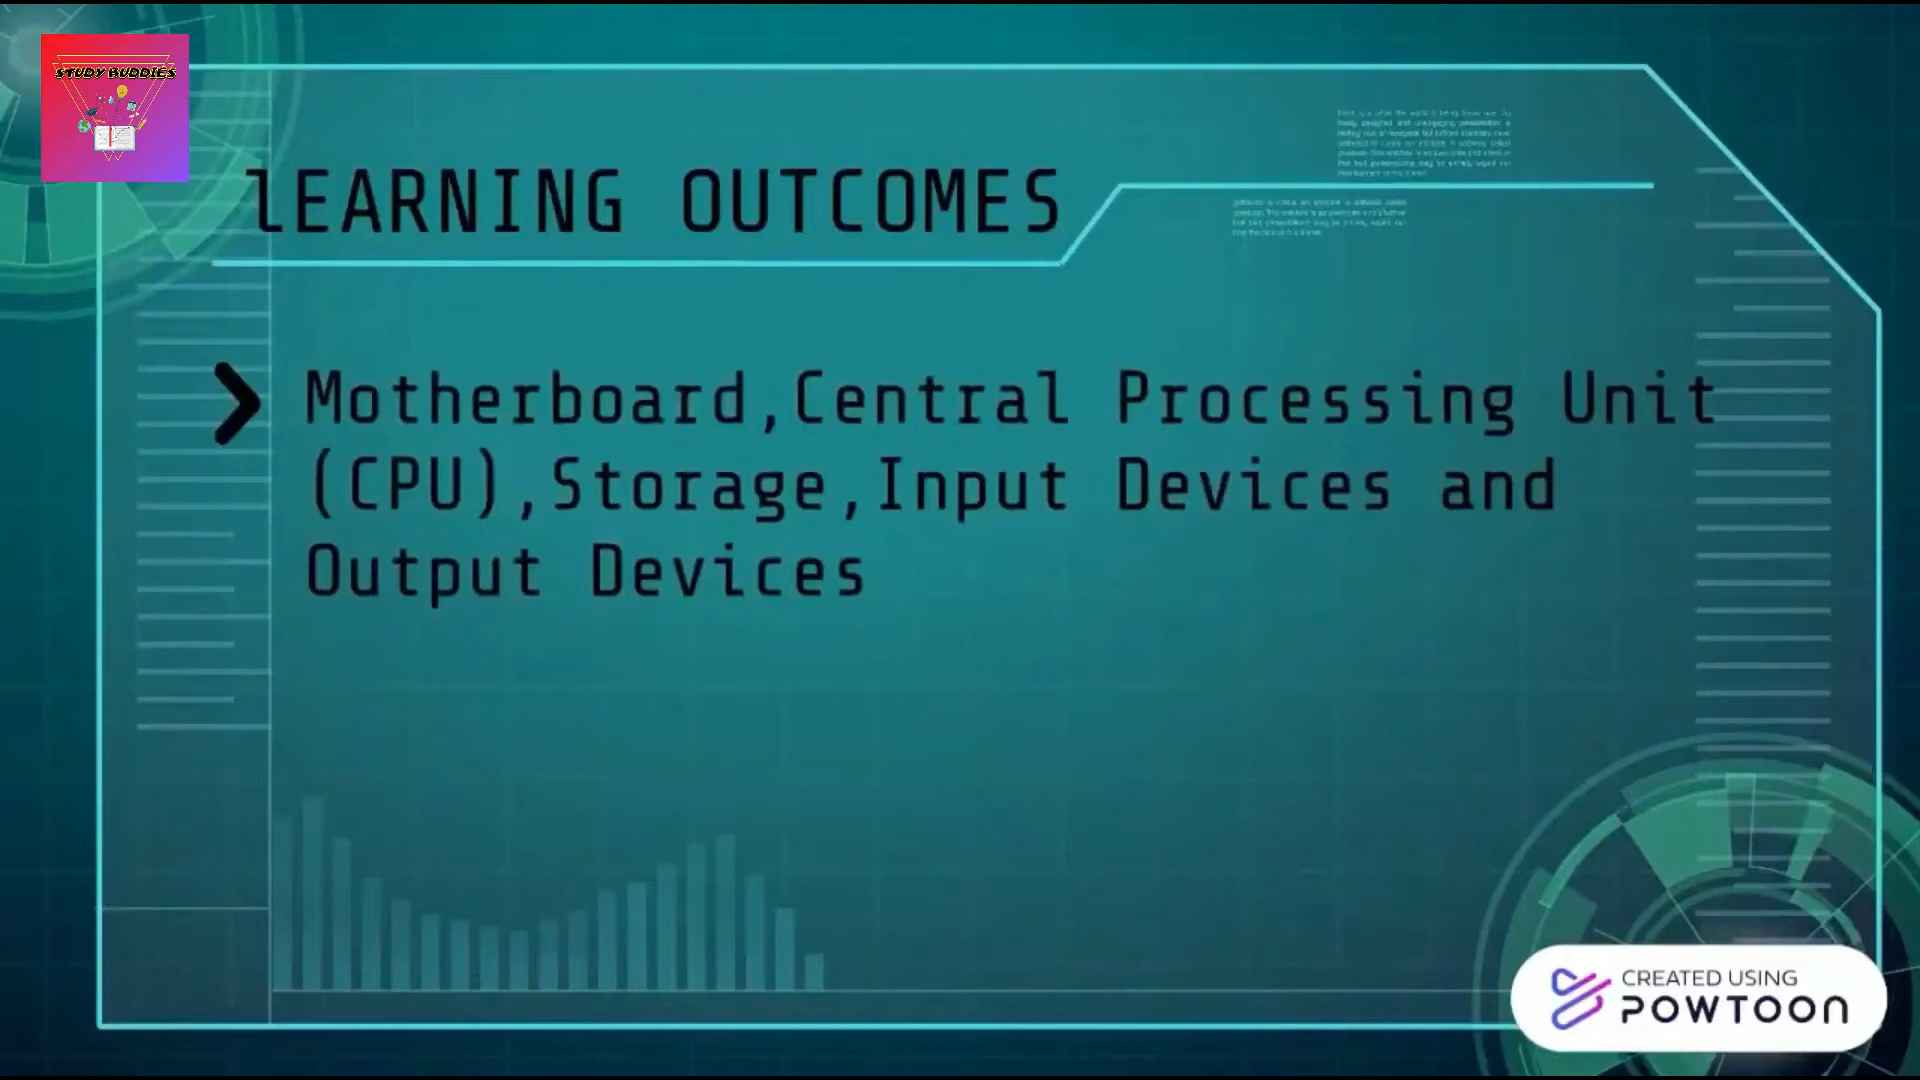 STUDY BUDDIES
lEARNING OUTCOMES
Motherboard,Central Processing Unit
(CPU),Storage,Input Devices and
Output Devices
CREATED USING
POWTOON